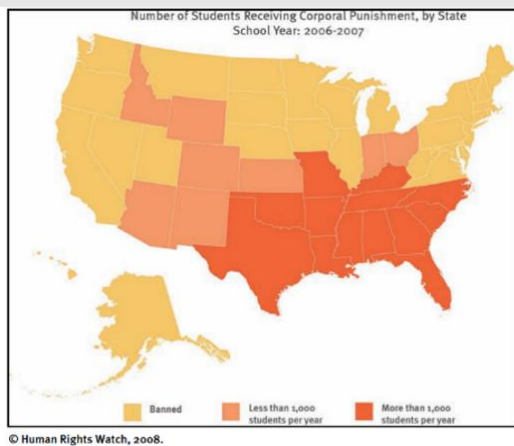 Number of Students Receiving Corporal Punishment, by State
School Year: 2006-2007
Banned
Less than 1,000
students per year
More than 1,000
students per year
© Human Rights Watch, 2008.